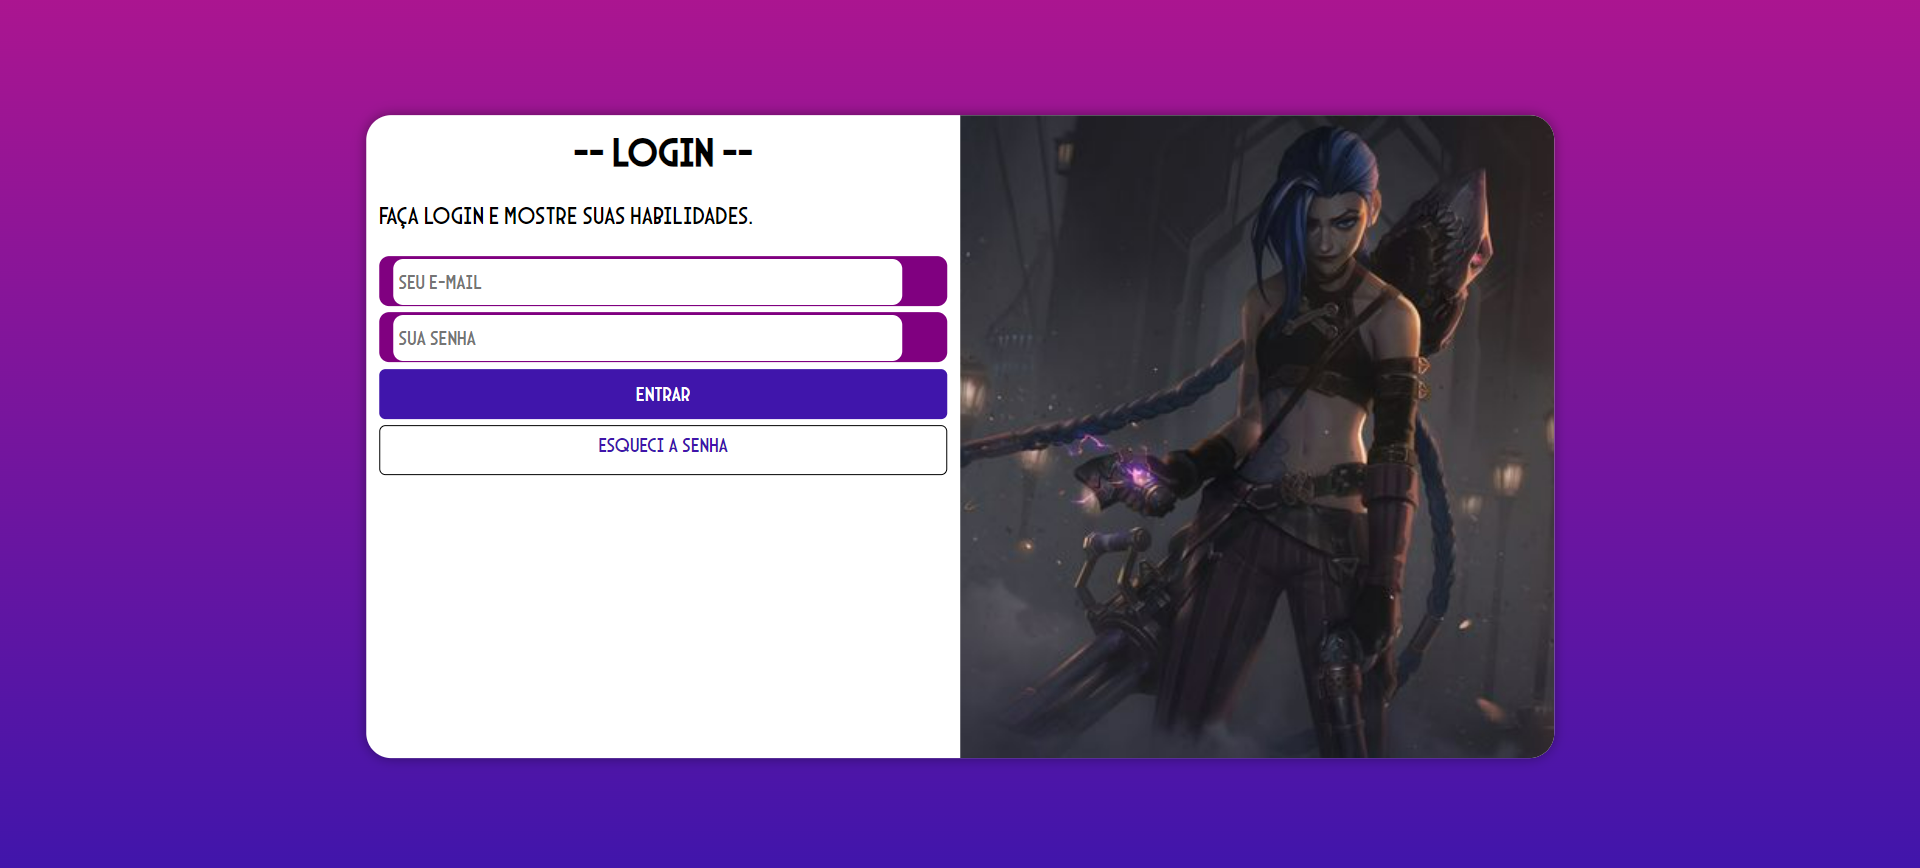 -- LOGIN --
FAÇA LOGIN E MOSTRE SUAS HABILIDADES.
SEU E-MAIL
SUA SENHA
ENTRAR
ESQUECI A SENHA